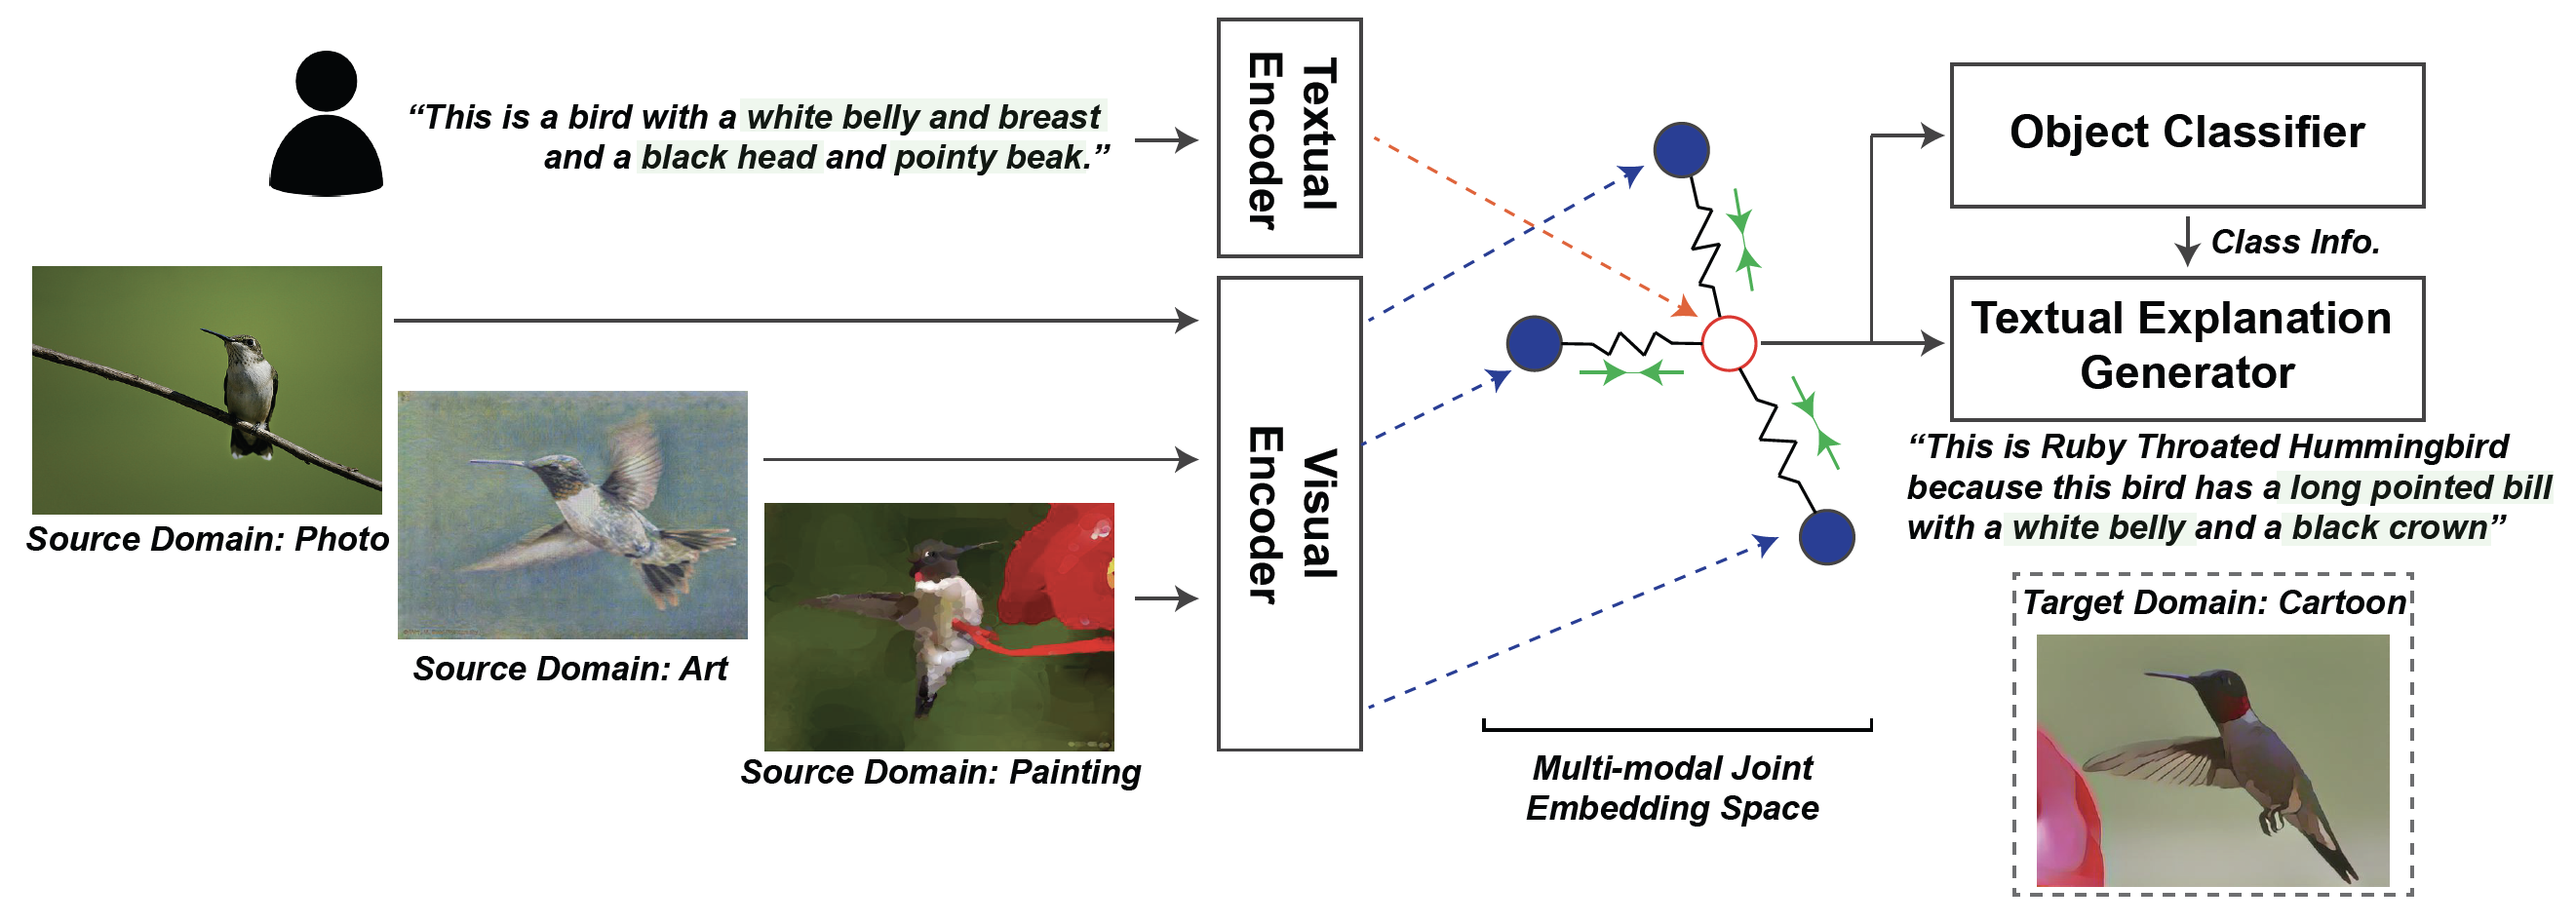 “This is a bird with a white belly and breast
and a black head and pointy beak.”
Textual
Encoder
Source Domain: Photo
Source Domain: Art
Source Domain: Painting
Visual
Encoder
Multi-modal Joint
Embedding Space
Object Classifier
Class Info.
Textual Explanation
Generator
“This is Ruby Throated Hummingbird
because this bird has a long pointed bill
with a white belly and a black crown”
Target Domain: Cartoon